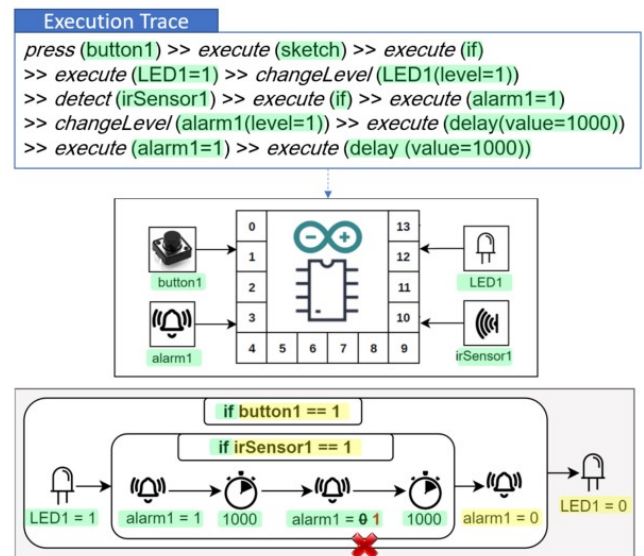 Execution Trace
press (button1) >> execute (sketch) >> execute (if)
>> execute (LED1=1) >> changeLevel (LED1(level=1))
>> detect (irSensor1) >> execute (if) >> execute (alarm1=1)
>> changeLevel (alarm1(level=1)) >> execute (delay(value=1000))
>> execute (alarm1=1) >> execute (delay (value=1000))
0 13
1 12
button1 LED1
2 11
3 10
alarm1 4 5 6 7 8 9 irSensor1
if button1 == 1
if irSensor1 == 1
LED1 = 1 alarm1 = 1 1000 alarm1 = 0 1 1000 alarm1 = 0 LED1 = 0